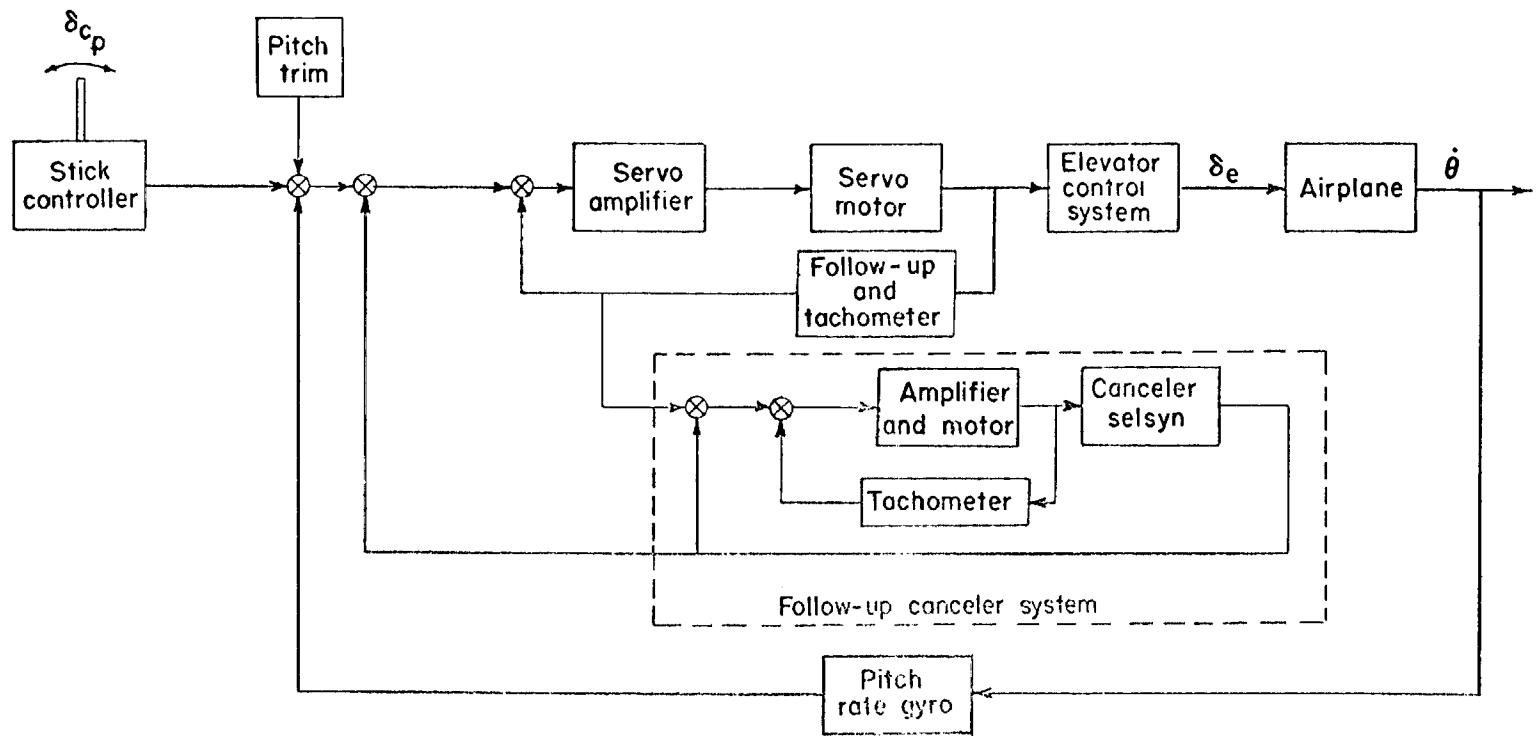 δcp
Pitch
trim
Stick
controller
Servo
amplifier
Servo
motor
Elevator
control
system
δe
Airplane
θ̇
Follow-up
and
tachometer
Amplifier
and motor
Canceler
selsyn
Tachometer
Follow-up canceler system
Pitch
rate gyro